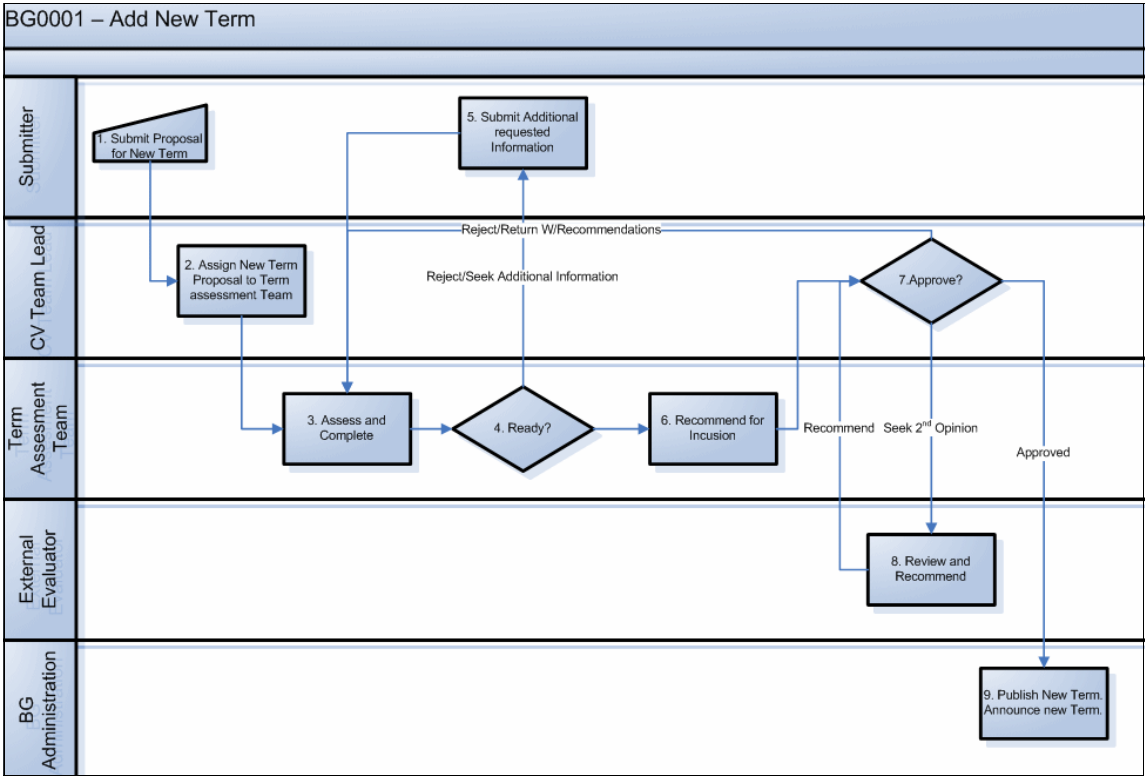 BG0001 – Add New Term
Submitter
1. Submit Proposal
for New Term
5. Submit Additional
requested
Information
CV Team Lead
Reject/Return W/Recommendations
2. Assign New Term
Proposal to Term
assessment Team
Reject/Seek Additional Information
7.Approve?
Term
Assesment
Team
3. Assess and
Complete
4. Ready?
6. Recommend for
Incusion
Recommend
Seek 2nd Opinion
Approved
External
Evaluator
8. Review and
Recommend
BG
Administration
9. Publish New Term.
Announce new Term.